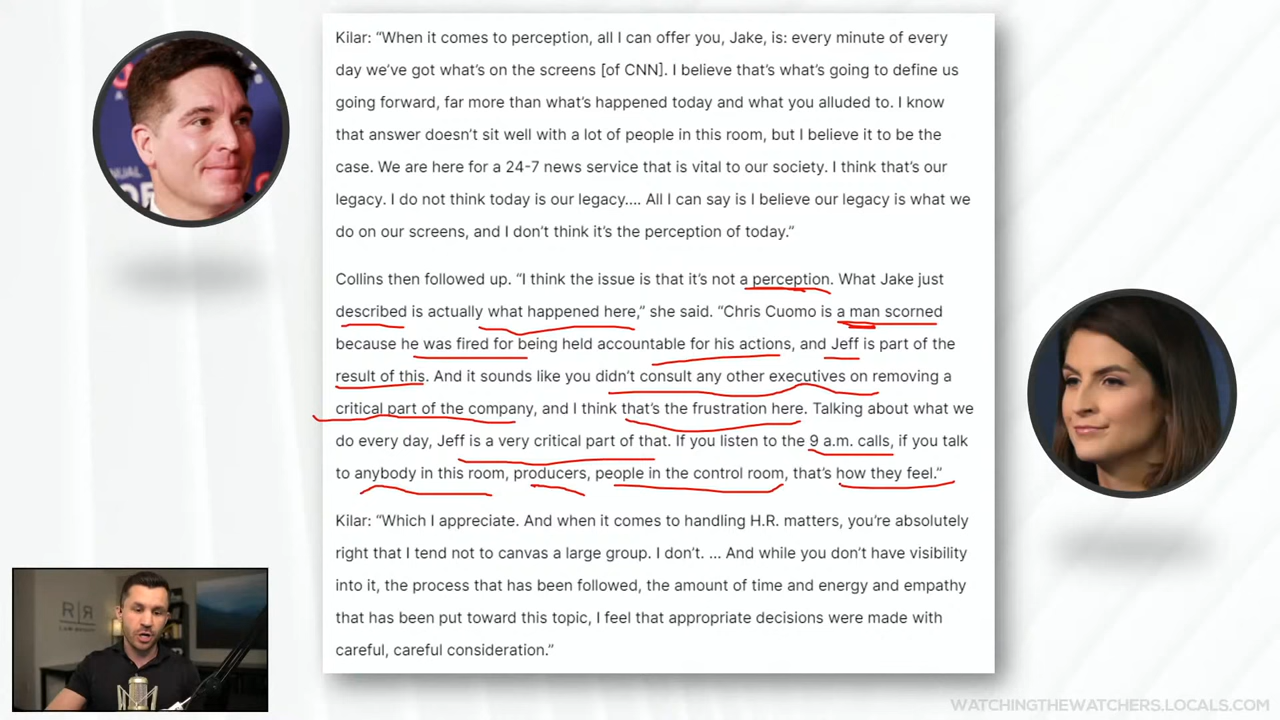 Kilar: “When it comes to perception, all I can offer you, Jake, is: every minute of every
day we’ve got what’s on the screens [of CNN]. I believe that’s what’s going to define us
going forward, far more than what’s happened today and what you alluded to. I know
that answer doesn’t sit well with a lot of people in this room, but I believe it to be the
case. We are here for a 24-7 news service that is vital to our society. I think that’s our
legacy. I do not think today is our legacy.... All I can say is I believe our legacy is what we
do on our screens, and I don’t think it’s the perception of today.”
Collins then followed up. “I think the issue is that it’s not a perception. What Jake just
described is actually what happened here,” she said. “Chris Cuomo is a man scorned
because he was fired for being held accountable for his actions, and Jeff is part of the
result of this. And it sounds like you didn’t consult any other executives on removing a
critical part of the company, and I think that’s the frustration here. Talking about what we
do every day, Jeff is a very critical part of that. If you listen to the 9 a.m. calls, if you talk
to anybody in this room, producers, people in the control room, that’s how they feel.”
Kilar: “Which I appreciate. And when it comes to handling H.R. matters, you’re absolutely
right that I tend not to canvas a large group. I don’t. ... And while you don’t have visibility
into it, the process that has been followed, the amount of time and energy and empathy
that has been put toward this topic, I feel that appropriate decisions were made with
careful, careful consideration.”
R|R
WATCHINGTHEWATCHERS.LOCALS.COM